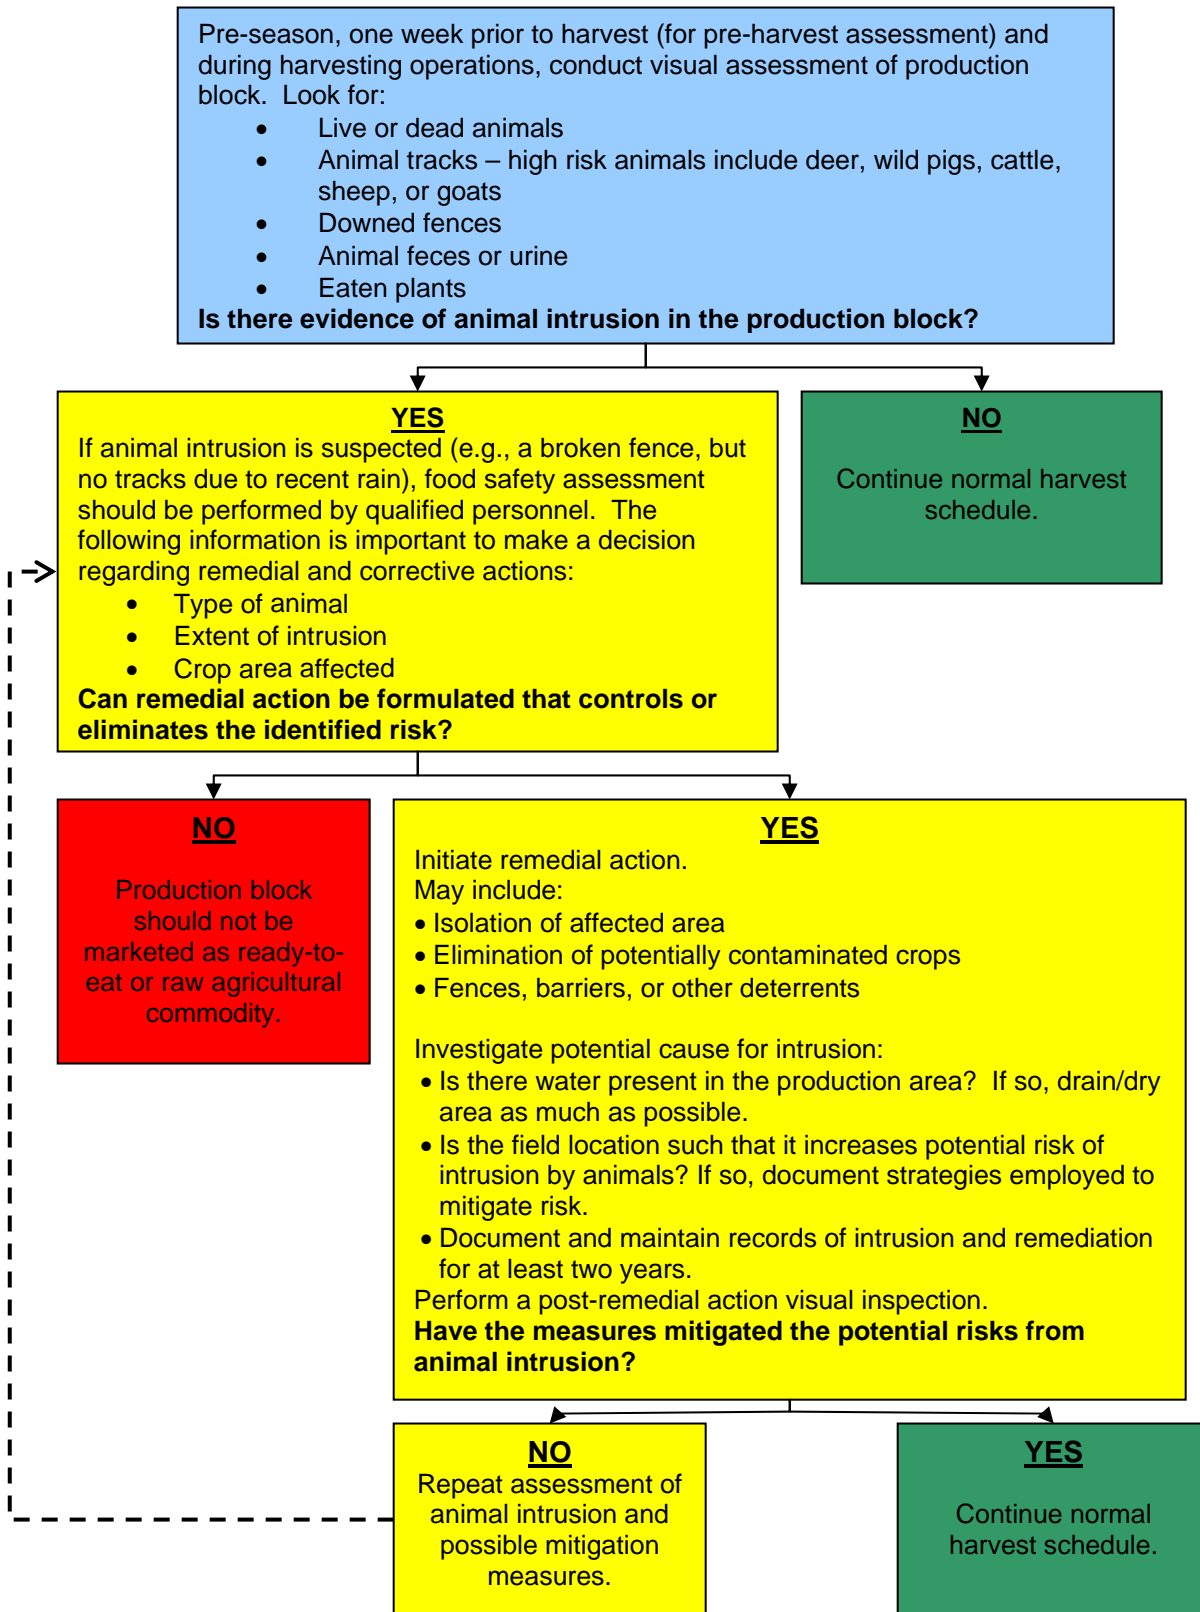 Pre-season, one week prior to harvest (for pre-harvest assessment) and
during harvesting operations, conduct visual assessment of production
block.  Look for:
• Live or dead animals
• Animal tracks – high risk animals include deer, wild pigs, cattle,
sheep, or goats
• Downed fences
• Animal feces or urine
• Eaten plants
Is there evidence of animal intrusion in the production block?
YES
If animal intrusion is suspected (e.g., a broken fence, but
no tracks due to recent rain), food safety assessment
should be performed by qualified personnel.  The
following information is important to make a decision
regarding remedial and corrective actions:
• Type of animal
• Extent of intrusion
• Crop area affected
Can remedial action be formulated that controls or
eliminates the identified risk?
NO
Continue normal harvest
schedule.
NO
Production block
should not be
marketed as ready-to-
eat or raw agricultural
commodity.
YES
Initiate remedial action.
May include:
• Isolation of affected area
• Elimination of potentially contaminated crops
• Fences, barriers, or other deterrents
Investigate potential cause for intrusion:
• Is there water present in the production area?  If so, drain/dry
area as much as possible.
• Is the field location such that it increases potential risk of
intrusion by animals? If so, document strategies employed to
mitigate risk.
• Document and maintain records of intrusion and remediation
for at least two years.
Perform a post-remedial action visual inspection.
Have the measures mitigated the potential risks from
animal intrusion?
NO
Repeat assessment of
animal intrusion and
possible mitigation
measures.
YES
Continue normal
harvest schedule.